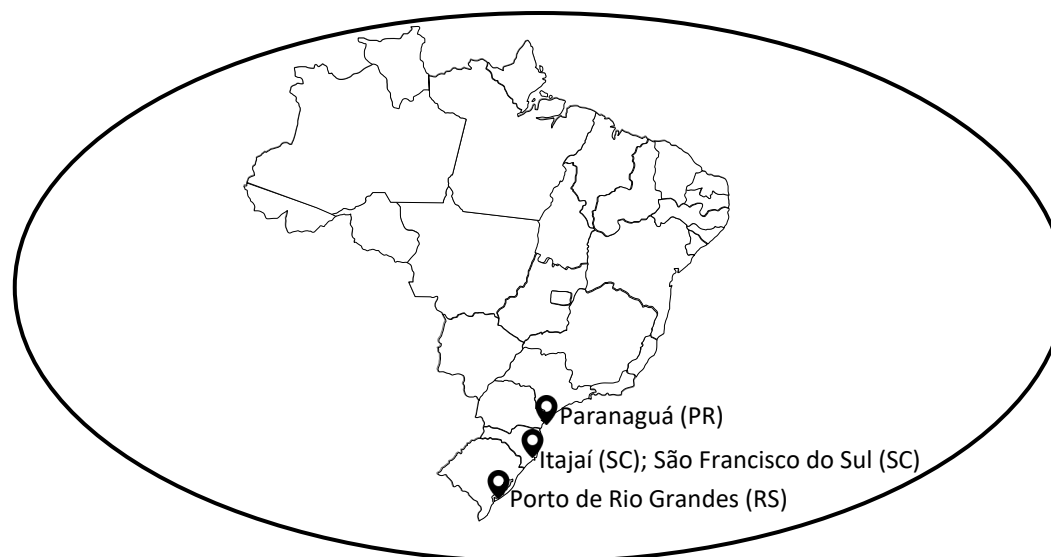 Paranaguá (PR)
Itajaí (SC); São Francisco do Sul (SC)
Porto de Rio Grandes (RS)